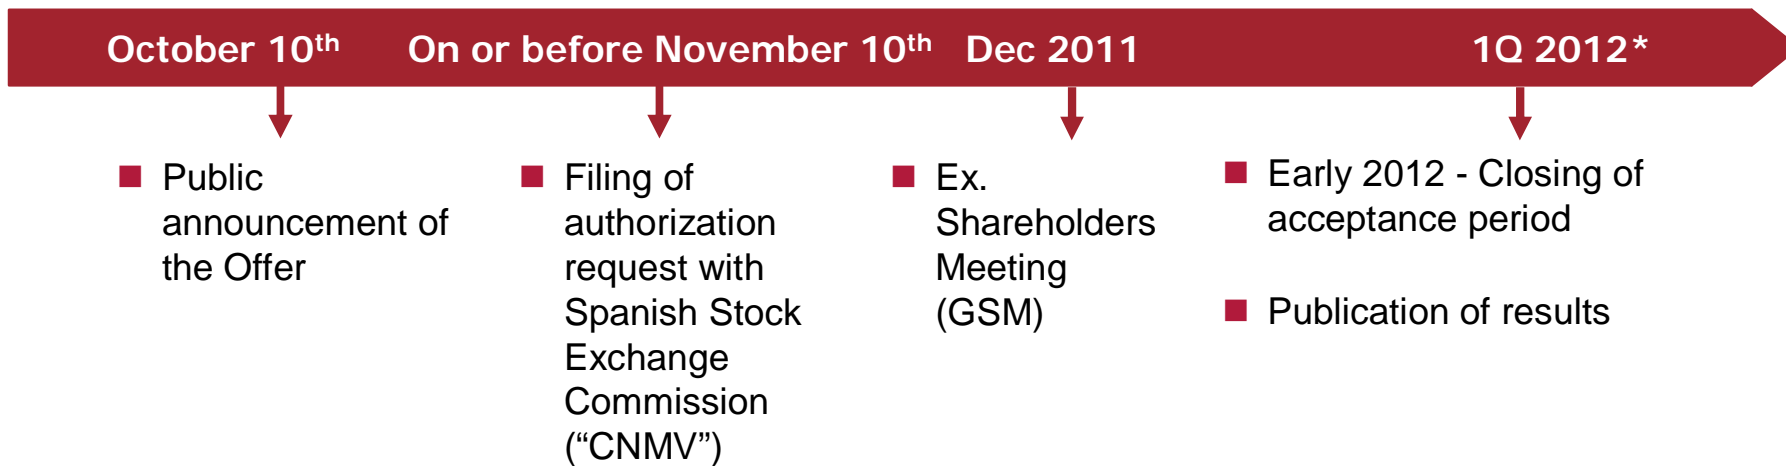 October 10th On or before November 10th Dec 2011 1Q 2012*
Public
announcement of
the Offer
Filing of
authorization
request with
Spanish Stock
Exchange
Commission
(“CNMV”)
Ex.
Shareholders
Meeting
(GSM)
Early 2012 - Closing of
acceptance period
Publication of results